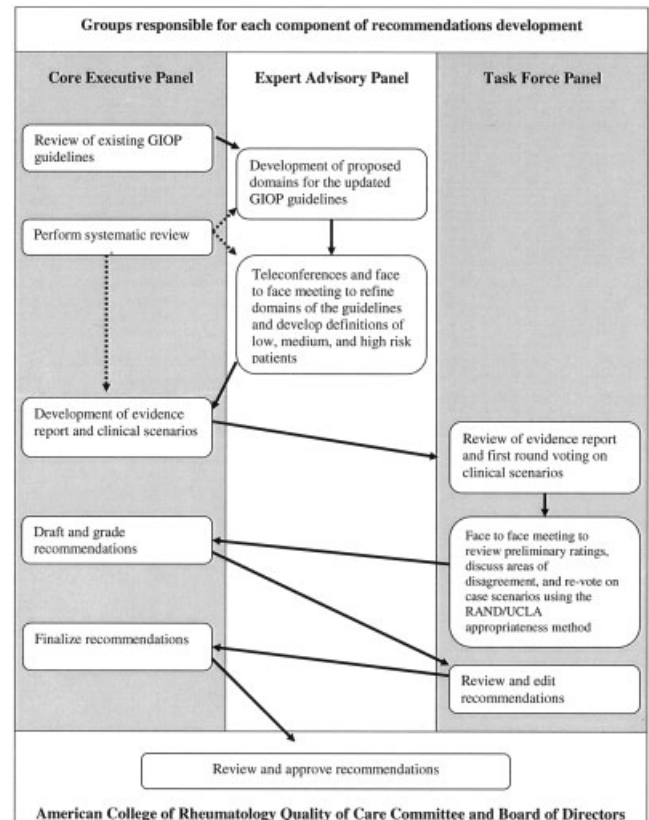 Groups responsible for each component of recommendations development
Core Executive Panel
Expert Advisory Panel
Task Force Panel
Review of existing GIOP
guidelines
Development of proposed
domains for the updated
GIOP guidelines
Perform systematic review
Teleconferences and face
to face meeting to refine
domains of the guidelines
and develop definitions of
low, medium, and high risk
patients
Development of evidence
report and clinical scenarios
Review of evidence report
and first round voting on
clinical scenarios
Draft and grade
recommendations
Face to face meeting to
review preliminary ratings,
discuss areas of
disagreement, and re-vote on
case scenarios using the
RAND/UCLA
appropriateness method
Finalize recommendations
Review and edit
recommendations
Review and approve recommendations
American College of Rheumatology Quality of Care Committee and Board of Directors